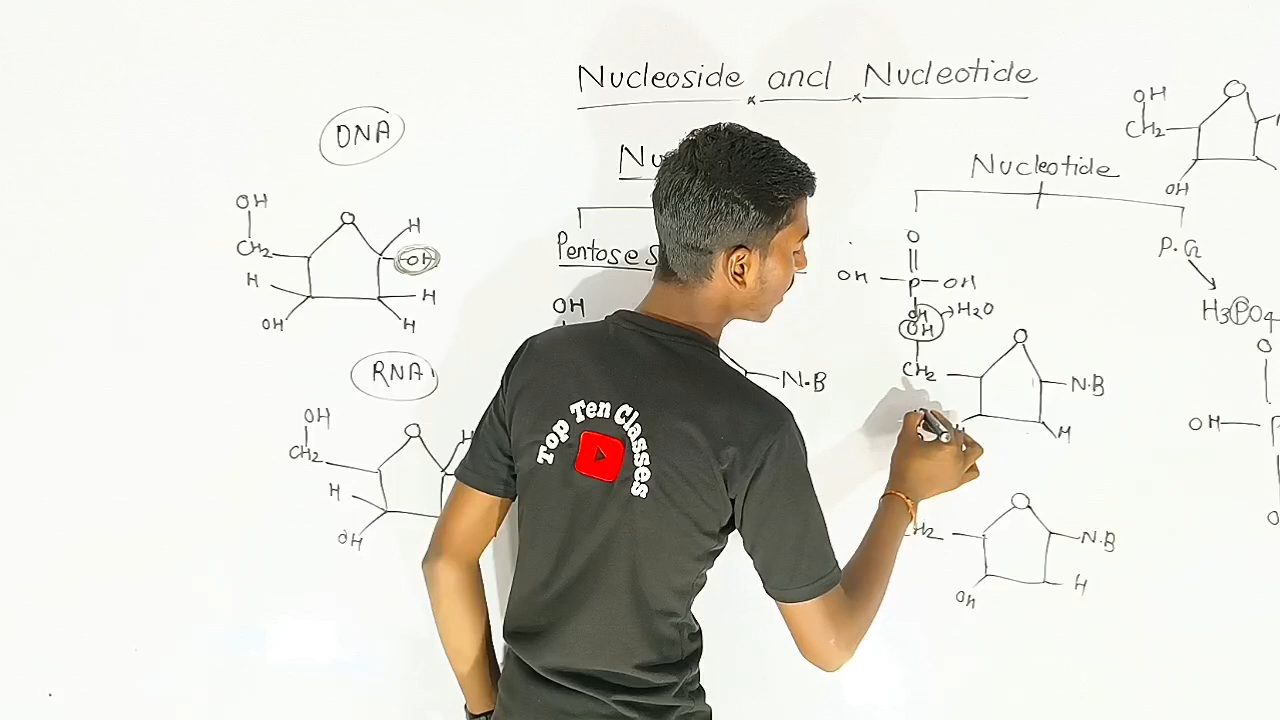 Nucleoside and Nucleotide
DNA
OH
CH2
O
H
OH
H
OH
H
H
RNA
OH
CH2
O
H
H
OH
Nu
Pentose S
OH
N.B
Nucleotide
O
OH P OH
OH
OH → H2O
CH2
O
N.B
H
CH2
O
N.B
OH
H
OH
CH2
O
OH
P.G
H3PO4
O
OH
Top Ten Classes